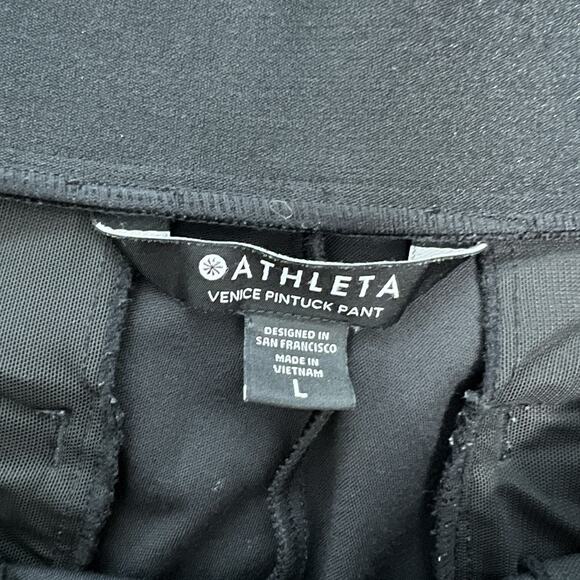 ATHLETA
VENICE PINTUCK PANT
DESIGNED IN
SAN FRANCISCO
MADE IN
VIETNAM
L